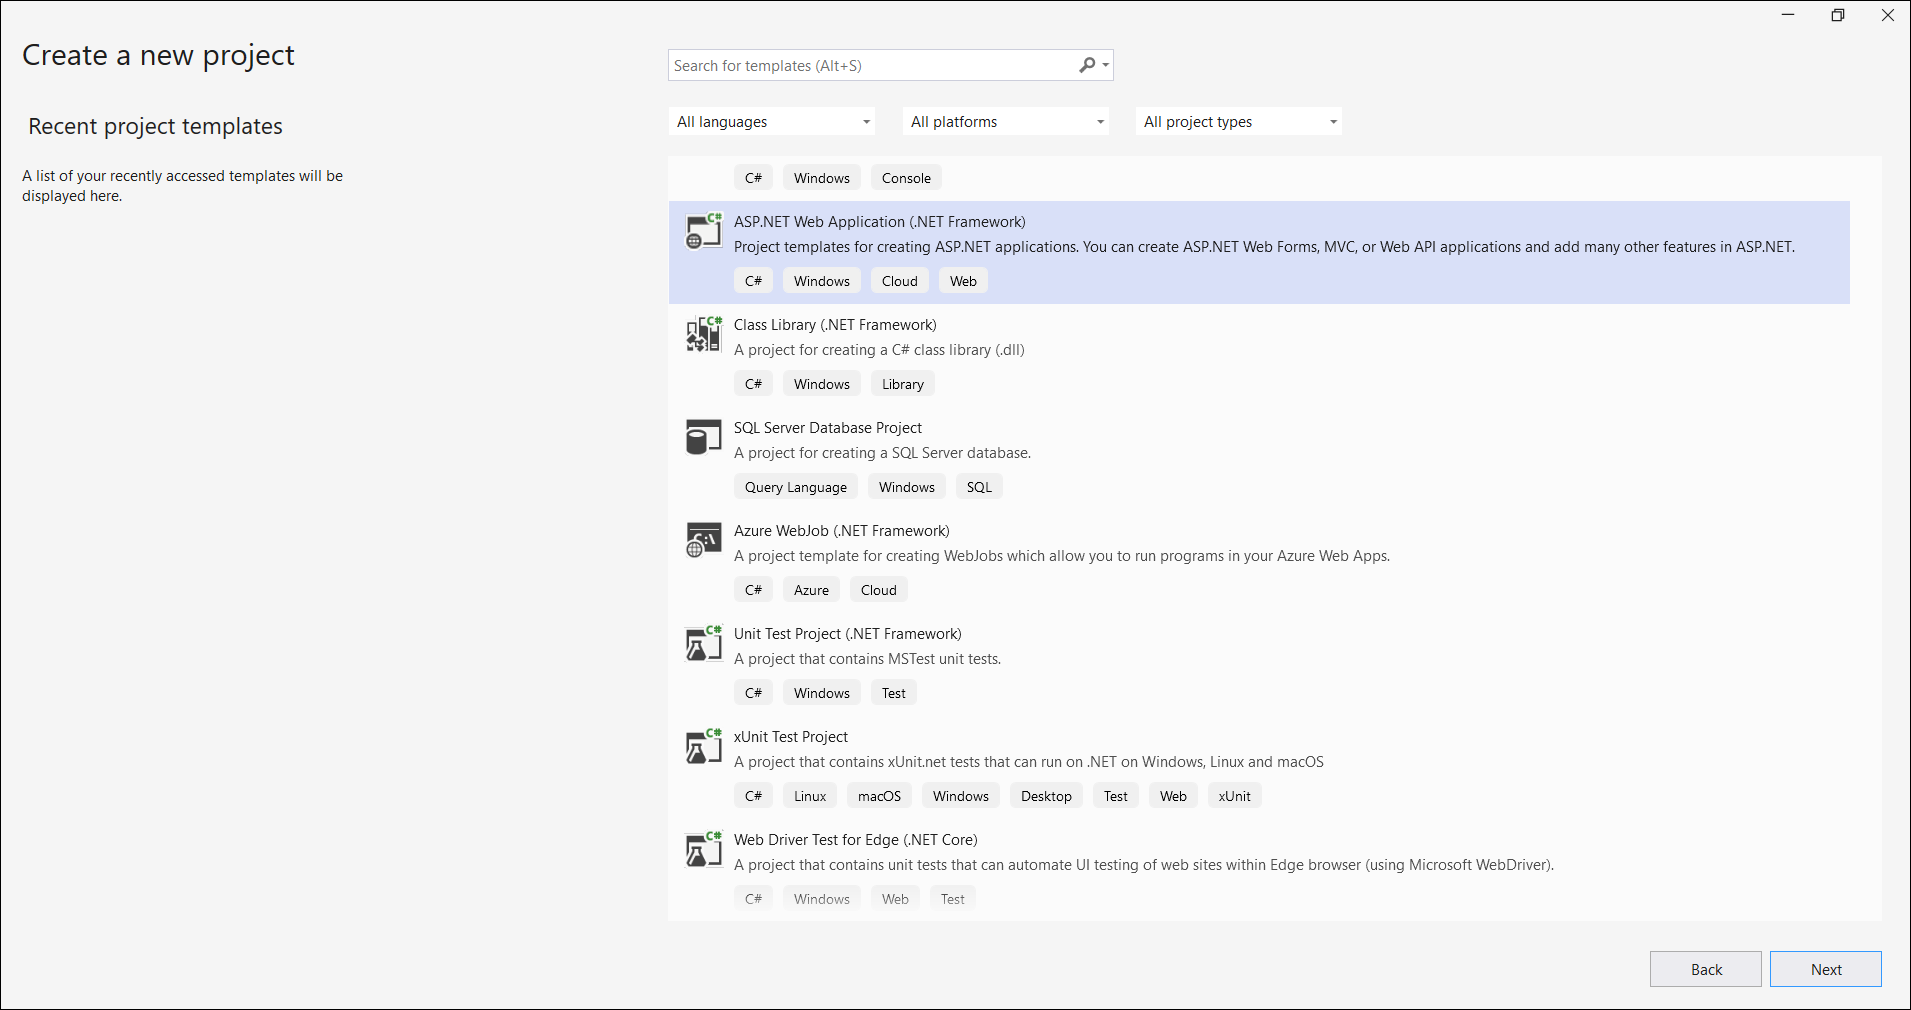 Create a new project
Search for templates (Alt+S)
Recent project templates
All languages
All platforms
All project types
A list of your recently accessed templates will be
displayed here.
C# Windows Console
C#
ASP.NET Web Application (.NET Framework)
Project templates for creating ASP.NET applications. You can create ASP.NET Web Forms, MVC, or Web API applications and add many other features in ASP.NET.
C# Windows Cloud Web
C#
Class Library (.NET Framework)
A project for creating a C# class library (.dll)
C# Windows Library
SQL Server Database Project
A project for creating a SQL Server database.
Query Language Windows SQL
C:\
Azure WebJob (.NET Framework)
A project template for creating WebJobs which allow you to run programs in your Azure Web Apps.
C# Azure Cloud
C#
Unit Test Project (.NET Framework)
A project that contains MSTest unit tests.
C# Windows Test
C#
xUnit Test Project
A project that contains xUnit.net tests that can run on .NET on Windows, Linux and macOS
C# Linux macOS Windows Desktop Test Web xUnit
C#
Web Driver Test for Edge (.NET Core)
A project that contains unit tests that can automate UI testing of web sites within Edge browser (using Microsoft WebDriver).
C# Windows Web Test
Back
Next